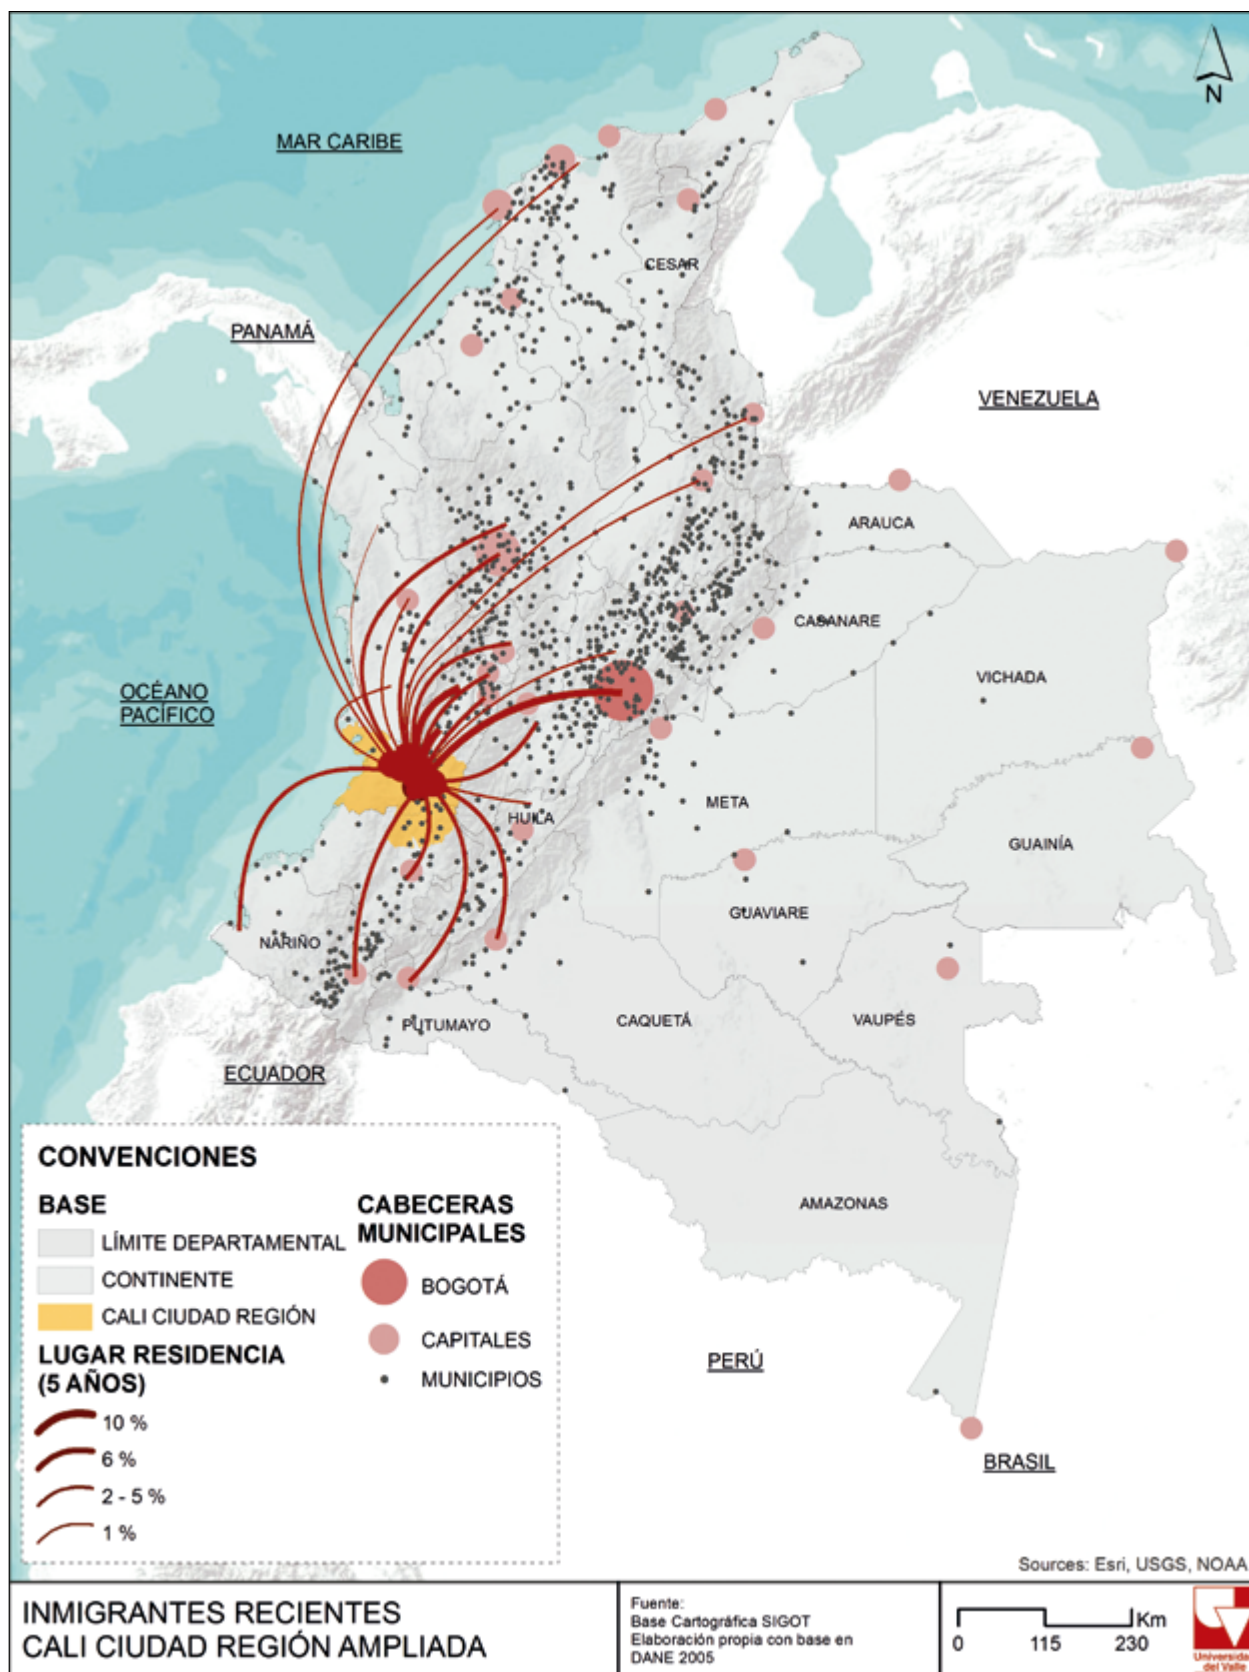 N
MAR CARIBE
CESAR
PANAMÁ
VENEZUELA
ARAUCA
CASANARE
VICHADA
OCÉANO
PACÍFICO
META
HUILA
GUAINÍA
GUAVIARE
NARIÑO
PUTUMAYO
CAQUETÁ
VAUPÉS
ECUADOR
AMAZONAS
PERÚ
BRASIL
CONVENCIONES
BASE
LÍMITE DEPARTAMENTAL
CONTINENTE
CALI CIUDAD REGIÓN
LUGAR RESIDENCIA
(5 AÑOS)
10 %
6 %
2 - 5 %
1 %
CABECERAS
MUNICIPALES
BOGOTÁ
CAPITALES
MUNICIPIOS
Sources: Esri, USGS, NOAA
INMIGRANTES RECIENTES
CALI CIUDAD REGIÓN AMPLIADA
Fuente:
Base Cartográfica SIGOT
Elaboración propia con base en
DANE 2005
Km
0 115 230
Universidad
del Valle